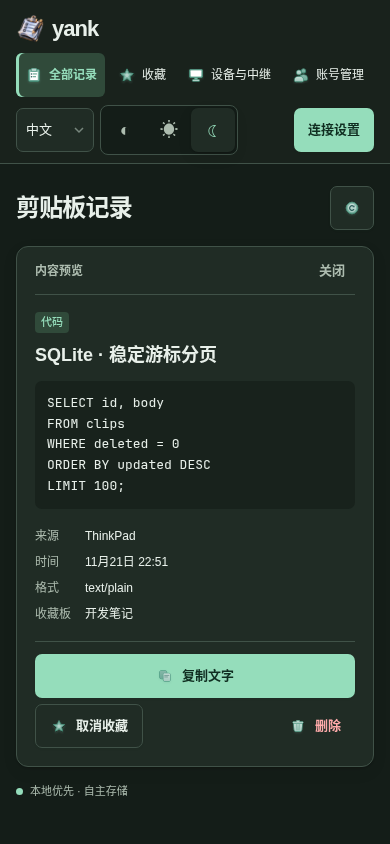 yank
全部记录
收藏
设备与中继
账号管理
中文
连接设置
剪贴板记录
内容预览
关闭
代码
SQLite · 稳定游标分页
SELECT id, body
FROM clips
WHERE deleted = 0
ORDER BY updated DESC
LIMIT 100;
来源 ThinkPad
时间 11月21日 22:51
格式 text/plain
收藏板 开发笔记
复制文字
取消收藏
删除
本地优先 · 自主存储